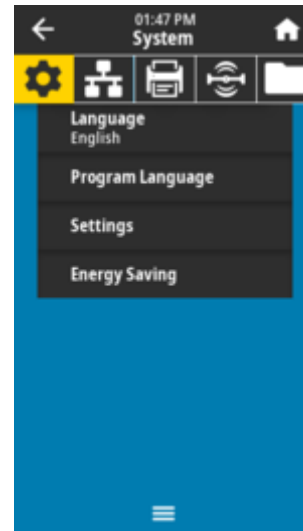 01:47 PM
System
Language
English
Program Language
Settings
Energy Saving